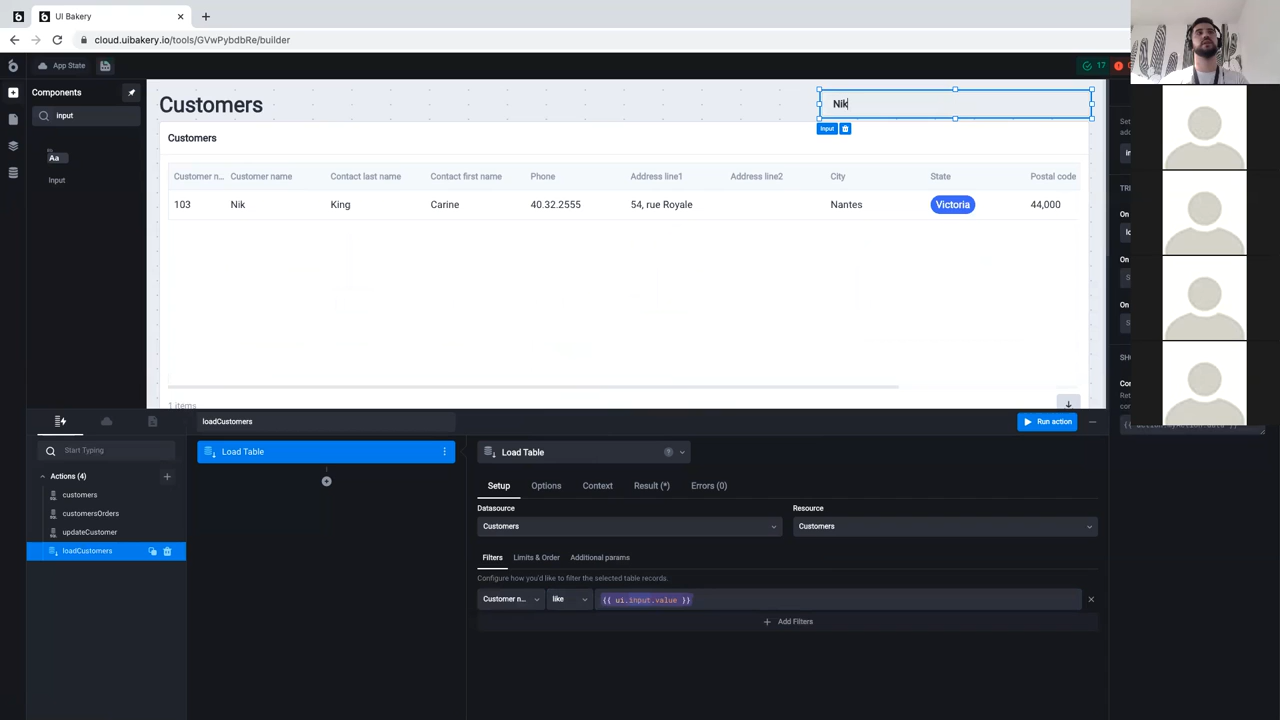 UI Bakery
cloud.uibakery.io/tools/GVwPybdbRe/builder
App State
17
Components
input
Aa
Input
Customers
Nik
Input
Customers
Customer n... Customer name Contact last name Contact first name Phone Address line1 Address line2 City State Postal code
103 Nik King Carine 40.32.2555 54, rue Royale Nantes Victoria 44,000
1 items
loadCustomers
Run action
Start Typing
Actions (4)
customers
customersOrders
updateCustomer
loadCustomers
Load Table
Load Table
Setup Options Context Result (*) Errors (0)
Datasource Resource
Customers Customers
Filters Limits & Order Additional params
Configure how you'd like to filter the selected table records.
Customer n... like {{ ui.input.value }}
Add Filters